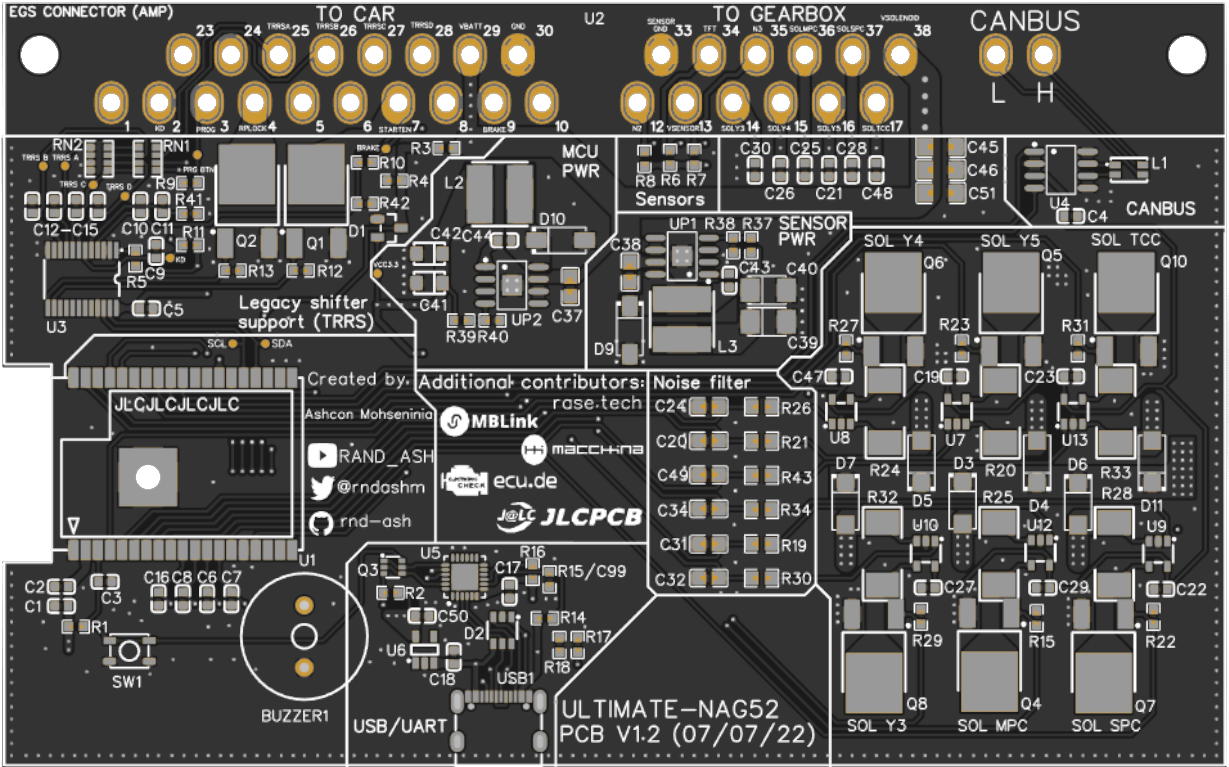 EGS CONNECTOR (AMP)
TO CAR
U2
TO GEARBOX
CANBUS
23 24 TRRSA 25 TRRSB 26 TRRSC 27 TRRSD 28 VBATT 29 GND 30
SENSOR GND 33 TFT 34 N3 35 SOLMPC 36 SOLSPC 37 VSOLENOID 38
L H
1 KD 2 PROG 3 RPLOCK 4 5 6 STARTEN 7 8 BRAKE 9 10
N2 12 VSENSOR 13 SOLY3 14 SOLY4 15 SOLY5 16 SOLTCC 17
RN2 RN1
TRRS B TRRS A
TRRS C TRRS D
PRG BTN
R9
R41
R11
C12-C15
C10 C11
C9
KD
R5
U3
C5
Q2 Q1
R13 R12
BRAKE
R10
R4
R42
D1
VCC3.3
Legacy shifter
support (TRRS)
R3
L2
MCU
PWR
D10
C42
C44
C41
UP2
C37
R39 R40
R8 R6 R7
Sensors
C30 C25 C28
C26 C21 C48
C45
C46
C51
U4
C4
L1
CANBUS
UP1
R38 R37
SENSOR
PWR
C38
C43 C40
C39
D9
L3
SOL Y4 SOL Y5 SOL TCC
Q6 Q5 Q10
R27 R23 R31
C47 C19 C23
U8 U7 U13
R24 R20 R33
D7 D3 D6
D5 D4 D11
R32 R25 R28
U10 U12 U9
C27 C29 C22
R29 R15 R22
Q8 Q4 Q7
SOL Y3 SOL MPC SOL SPC
SCL SDA
JLCJLCJLCJLC
U1
Created by:
Ashcon Mohseninia
RAND_ASH
@rndashm
rnd-ash
Additional contributors:
rase.tech
MBLink
macchina
ELECTRONIC CHECK
ecu.de
J@LC JLCPCB
Noise filter
C24 R26
C20 R21
C49 R43
C34 R34
C31 R19
C32 R30
C2
C1
C3
C16 C8 C6 C7
R1
SW1
BUZZER1
Q3
R2
U5
C17
R16
R15/C99
C50
D2
R14
R17
R18
U6
C18
USB1
USB/UART
ULTIMATE-NAG52
PCB V1.2 (07/07/22)